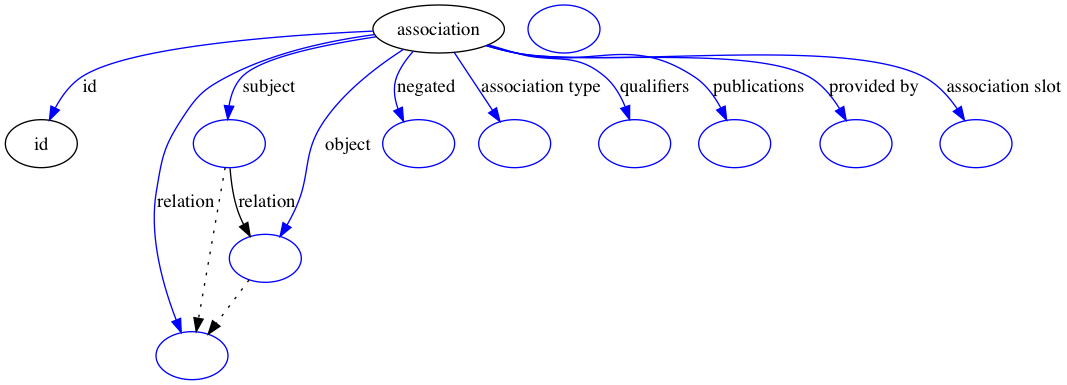 association
id
subject
negated
association type
qualifiers
publications
provided by
association slot
id
object
relation
relation